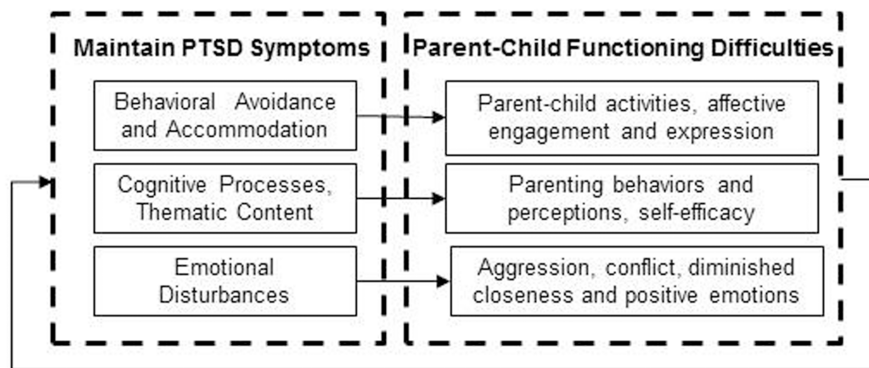 Maintain PTSD Symptoms
Behavioral Avoidance
and Accommodation
Cognitive Processes,
Thematic Content
Emotional
Disturbances
Parent-Child Functioning Difficulties
Parent-child activities, affective
engagement and expression
Parenting behaviors and
perceptions, self-efficacy
Aggression, conflict, diminished
closeness and positive emotions